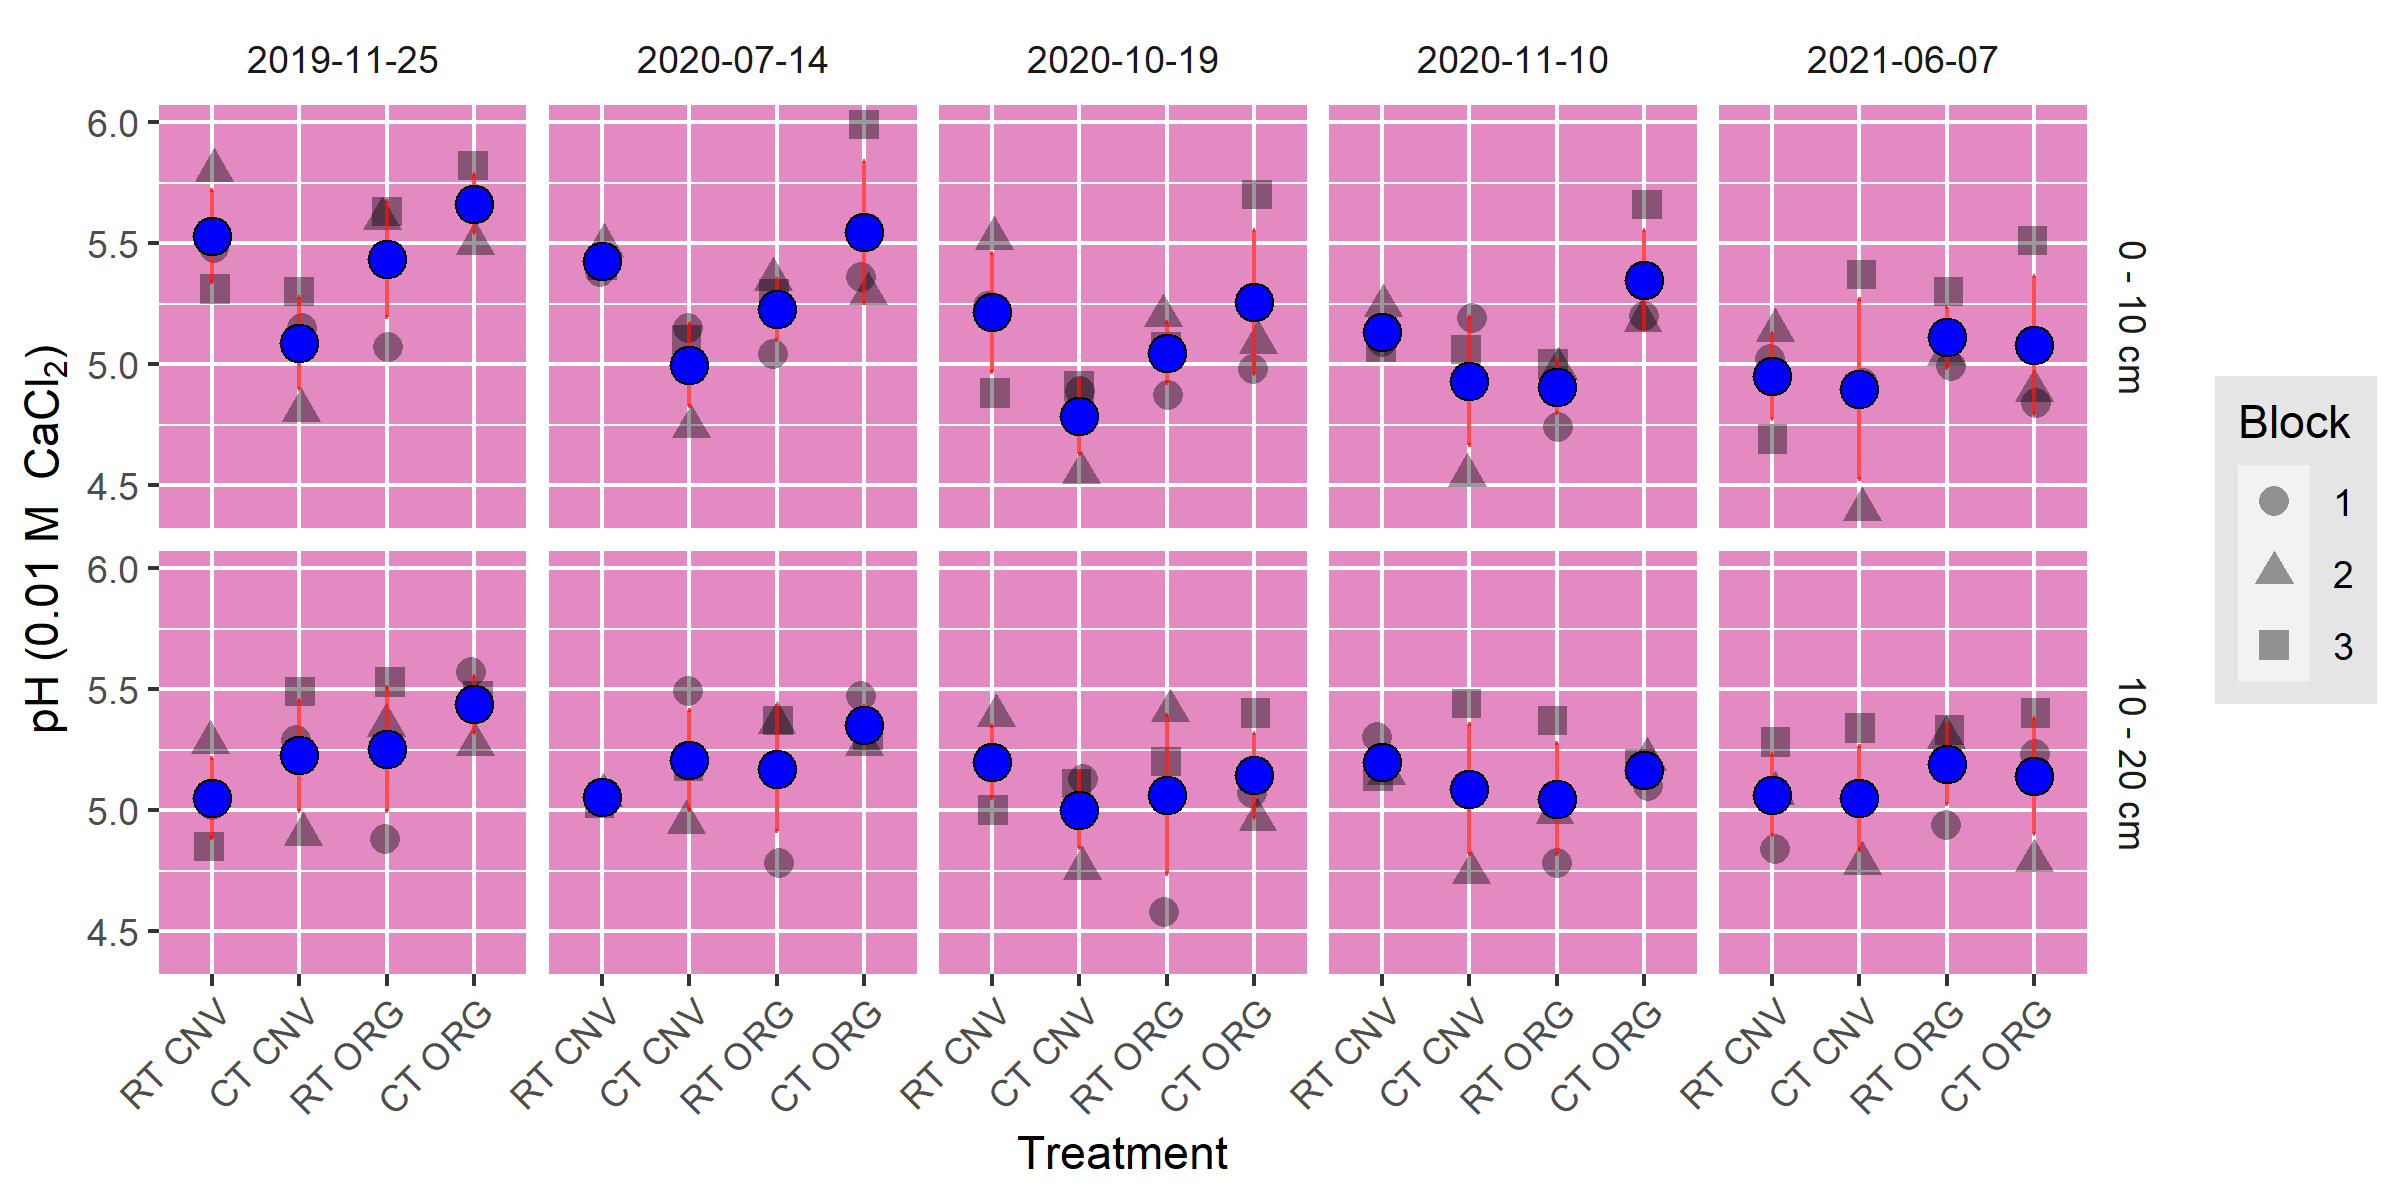 2019-11-25 2020-07-14 2020-10-19 2020-11-10 2021-06-07
6.0
5.5
5.0
4.5
0 - 10 cm
6.0
5.5
5.0
4.5
10 - 20 cm
pH (0.01 M CaCl₂)
RT CNV CT CNV RT ORG CT ORG RT CNV CT CNV RT ORG CT ORG RT CNV CT CNV RT ORG CT ORG RT CNV CT CNV RT ORG CT ORG RT CNV CT CNV RT ORG CT ORG
Treatment
Block
1
2
3